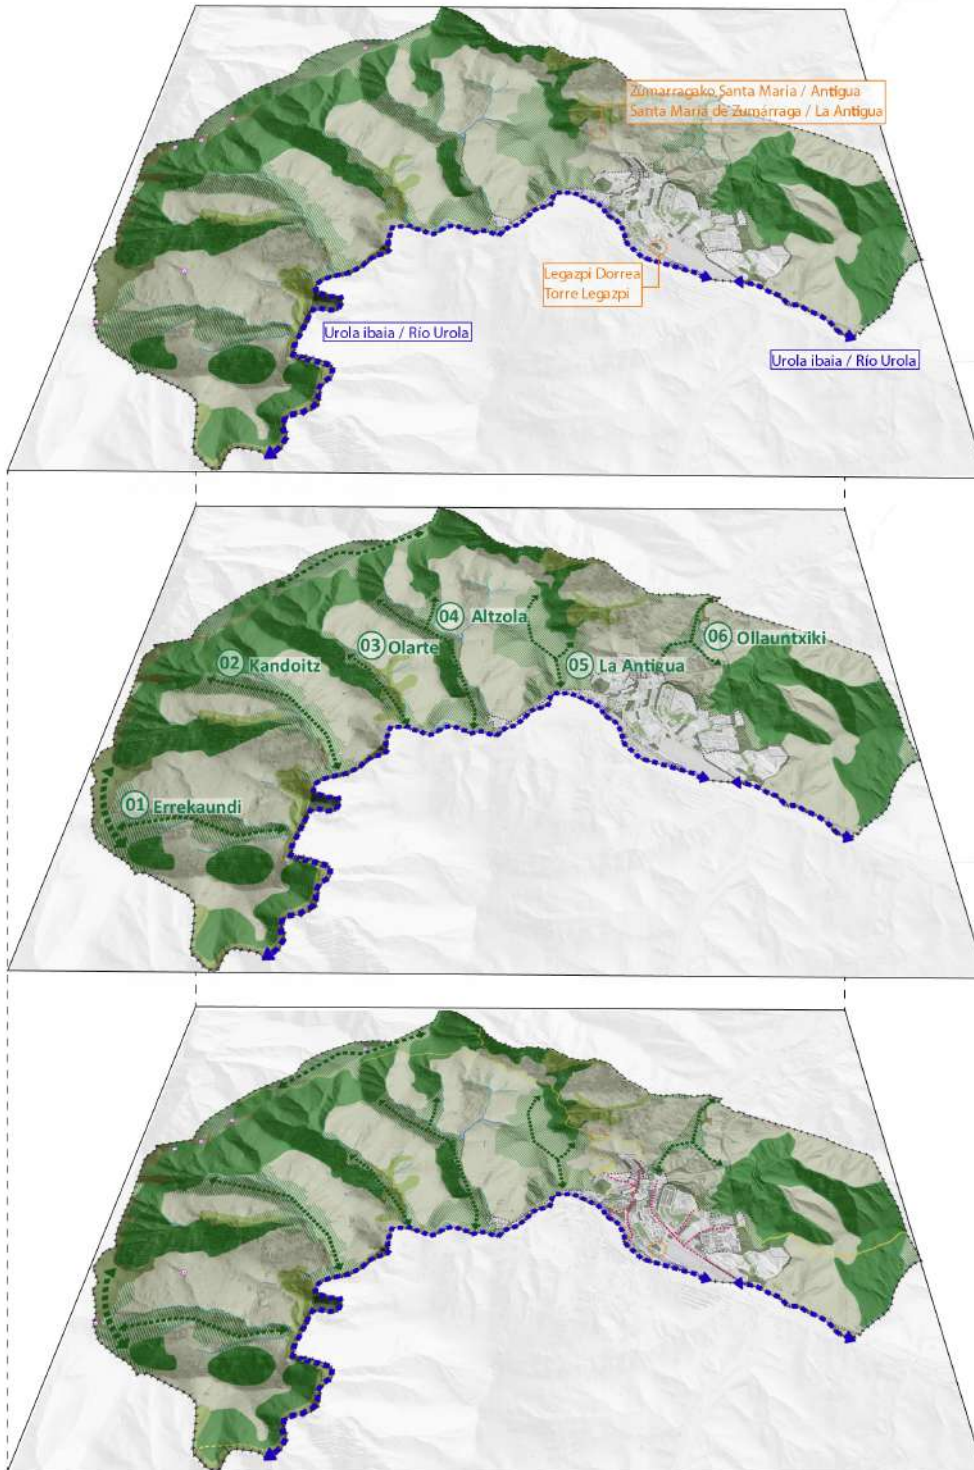 Zumarragako Santa Maria / Antigua
Santa María de Zumárraga / La Antigua
Legazpi Dorrea
Torre Legazpi
Urola ibaia / Río Urola
Urola ibaia / Río Urola
04 Altzola
03 Olarte
06 Ollauntxiki
02 Kandoitz
05 La Antigua
01 Errekaundi